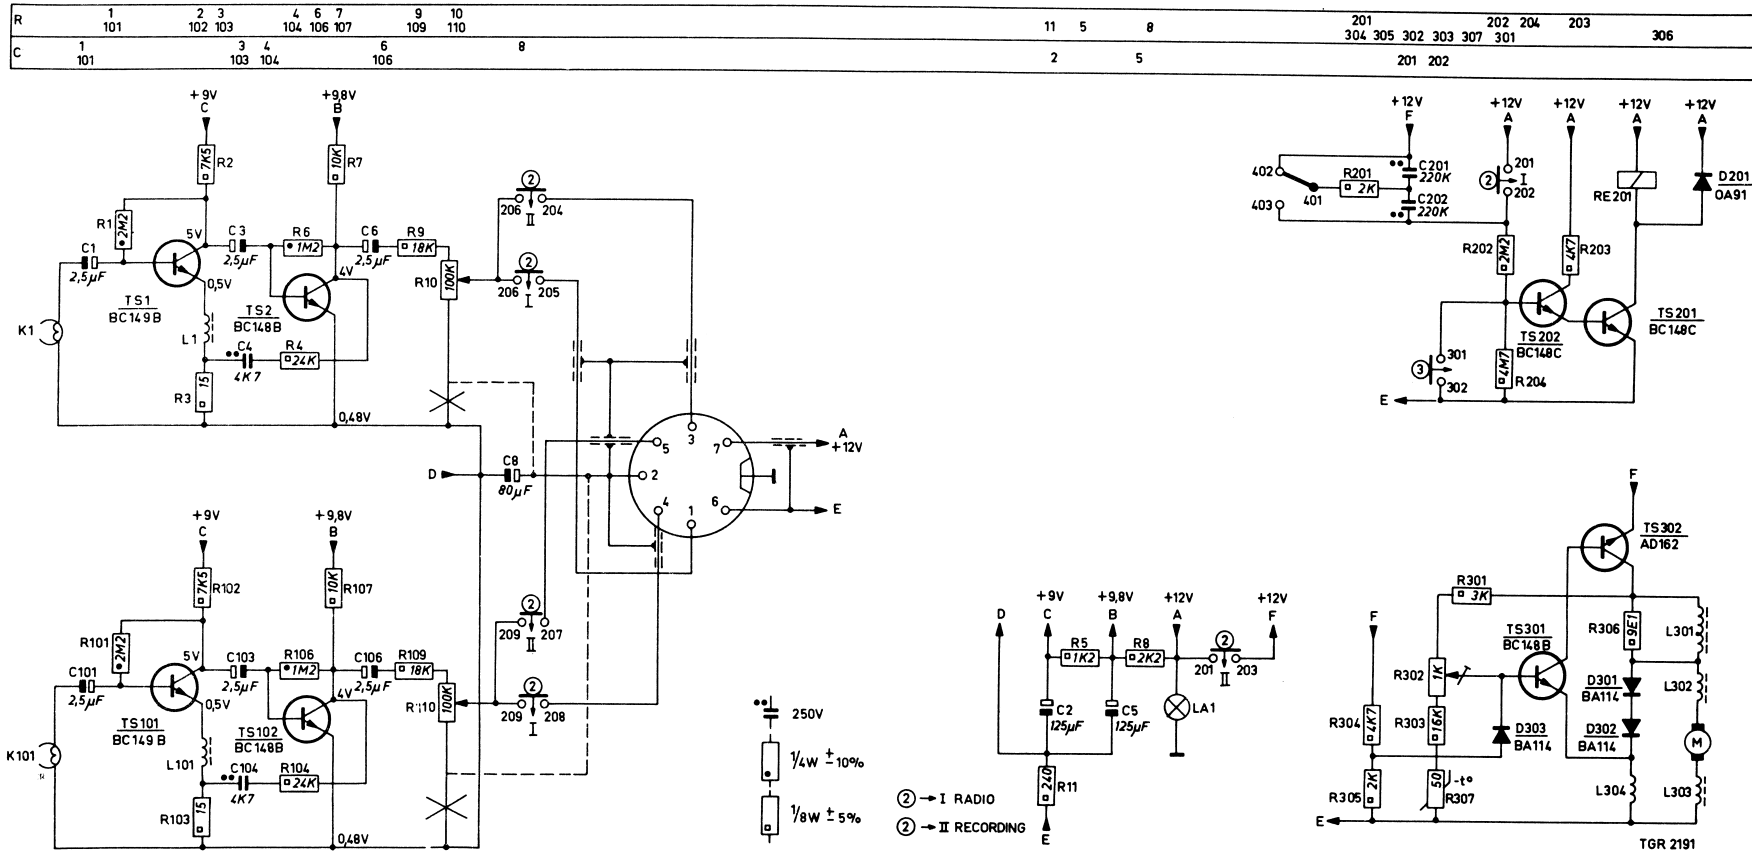 R 1 2 3 4 6 7 9 10 11 5 8 201 202 204 203
101 102 103 104 106 107 109 110 304 305 302 303 307 301 306
C 1 3 4 6 8 2 5 201 202
101 103 104 106
+9V
C
+9,8V
B
7K5 R2
10K R7
R1 2M2
C1
2,5µF
5V
0,5V
TS1
BC149B
C3
2,5µF
R6
1M2
C6
2,5µF
R9
18K
4V
TS2
BC148B
R10 100K
K1
L1
C4
4K7
R4
24K
R3 15
0,48V
2
206 204
II
2
206 205
I
D
C8
80µF
5 3 7
2
4 1 6
A
+12V
E
+9V
C
+9,8V
B
7K5 R102
10K R107
R101 2M2
C101
2,5µF
5V
0,5V
TS101
BC149B
C103
2,5µF
R106
1M2
C106
2,5µF
R109
18K
4V
TS102
BC148B
R110 100K
K101
L101
C104
4K7
R104
24K
R103 15
0,48V
2
209 207
II
2
209 208
I
250V
1/4W ±10%
1/8W ±5%
2 → I RADIO
2 → II RECORDING
D
+9V
C
+9,8V
B
+12V
A
+12V
F
R5
1K2
R8
2K2
2
201 203
II
C2
125µF
C5
125µF
LA1
240 R11
E
+12V
F
+12V
A
+12V
A
+12V
A
+12V
A
402
401
403
R201
2K
C201
220K
C202
220K
2
201
I
202
RE201
D201
OA91
R202 2M2
4K7 R203
TS202
BC148C
TS201
BC148C
3
301
302
4M7 R204
E
F
TS302
AD162
R301
3K
F
TS301
BC148B
R306 9E1
L301
R302 1K
D301
BA114
L302
R304 4K7
R303 16K
D303
BA114
D302
BA114
M
R305 2K
50 -t°
R307
L304
L303
E
TGR 2191